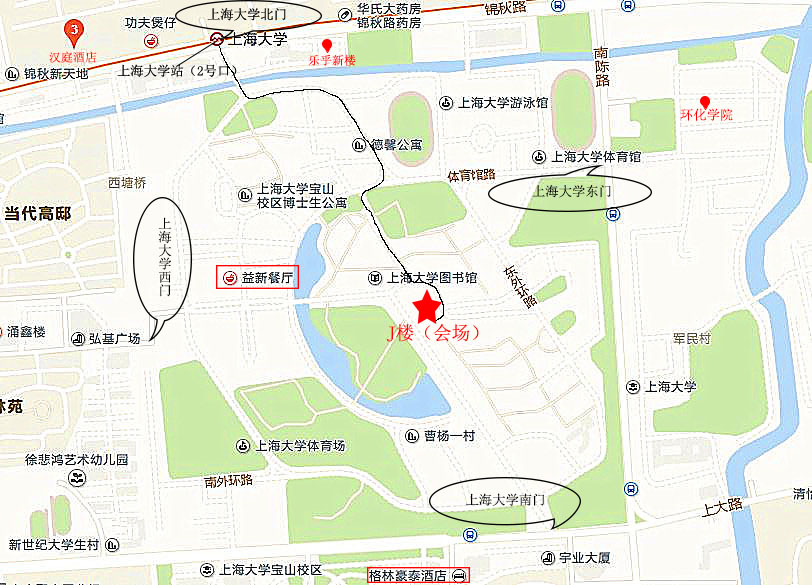 上海大学北门
华氏大药房
锦秋路大药房
锦秋路
功夫煲仔
上海大学
3
汉庭酒店
乐乎新楼
南陈路
锦秋新天地
上海大学站（2号口）
上海大学游泳馆
环化学院
德馨公寓
上海大学体育馆
体育馆路
西塘桥
上海大学宝山
校区博士生公寓
上海大学东门
当代高邸
上海大学西门
益新餐厅
上海大学图书馆
东外环路
J楼（会场）
涌鑫楼
弘基广场
军民村
上海大学
林苑
曹杨一村
上海大学体育场
徐悲鸿艺术幼儿园
南外环路
上海大学南门
上大路
新世纪大学生村
宇业大厦
上海大学宝山校区
格林豪泰酒店